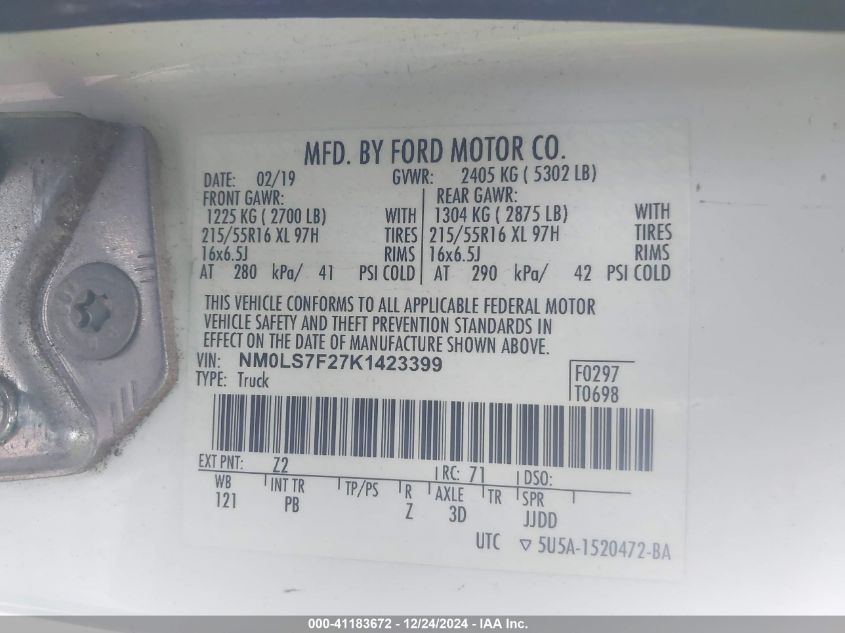 MFD. BY FORD MOTOR CO.
DATE: 02/19 GVWR: 2405 KG ( 5302 LB)
FRONT GAWR: REAR GAWR:
1225 KG ( 2700 LB) WITH 1304 KG ( 2875 LB) WITH
215/55R16 XL 97H TIRES 215/55R16 XL 97H TIRES
16x6.5J RIMS 16x6.5J RIMS
AT 280 kPa/ 41 PSI COLD AT 290 kPa/ 42 PSI COLD
THIS VEHICLE CONFORMS TO ALL APPLICABLE FEDERAL MOTOR
VEHICLE SAFETY AND THEFT PREVENTION STANDARDS IN
EFFECT ON THE DATE OF MANUFACTURE SHOWN ABOVE.
VIN: NM0LS7F27K1423399
TYPE: Truck
F0297
T0698
EXT PNT: Z2 RC: 71 DSO:
WB INT TR TP/PS R AXLE TR SPR
121 PB Z 3D JJDD
UTC ▽ 5U5A-1520472-BA
000-41183672 / 12/24/2024 - IAA Inc.